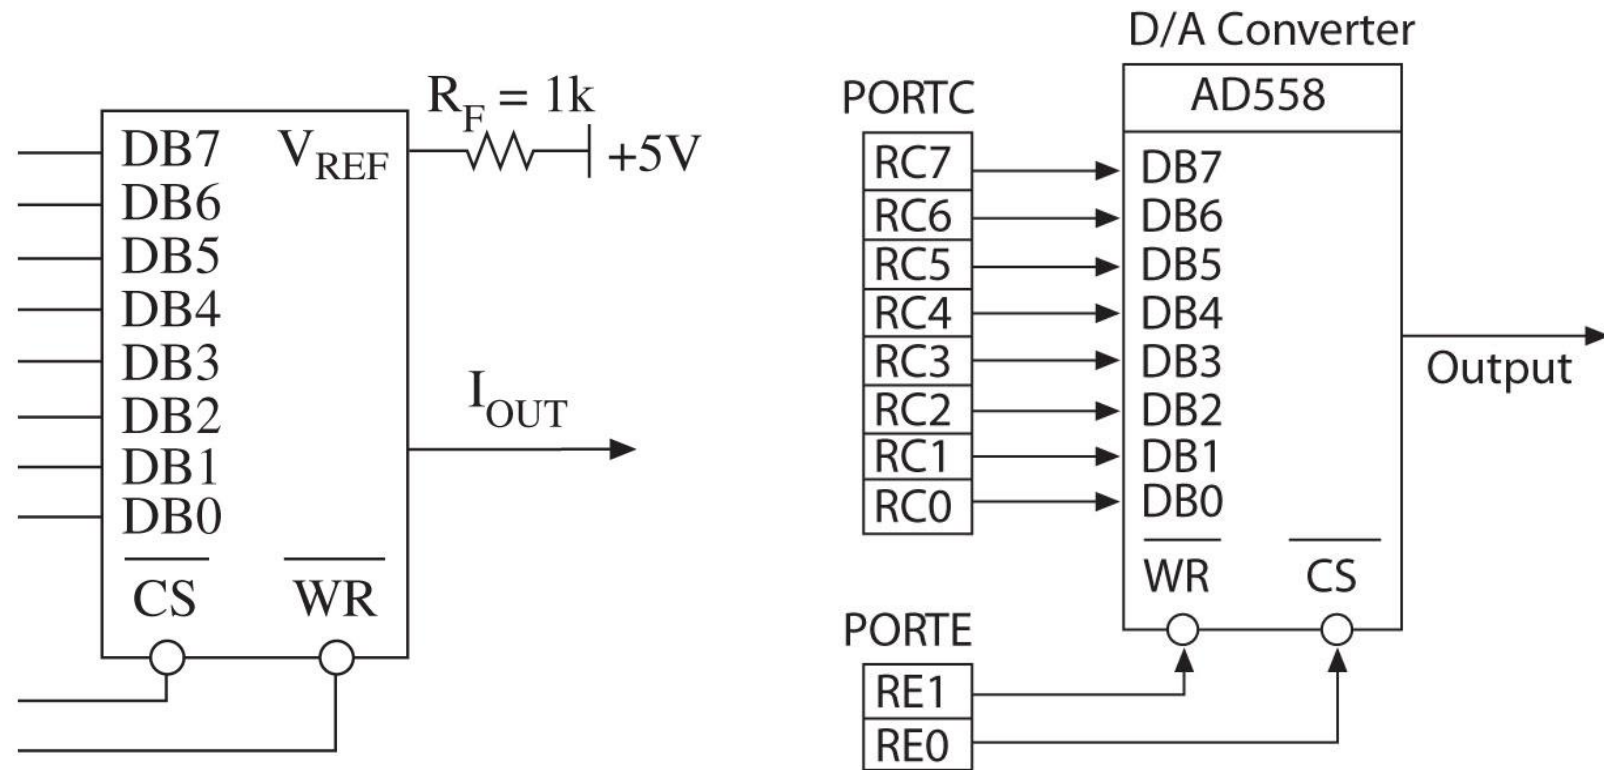 R_F = 1k
DB7 V_REF +5V
DB6
DB5
DB4
DB3
DB2
DB1
DB0
I_OUT
CS WR
D/A Converter
AD558
PORTC
RC7
RC6
RC5
RC4
RC3
RC2
RC1
RC0
DB7
DB6
DB5
DB4
DB3
DB2
DB1
DB0
WR CS
Output
PORTE
RE1
RE0